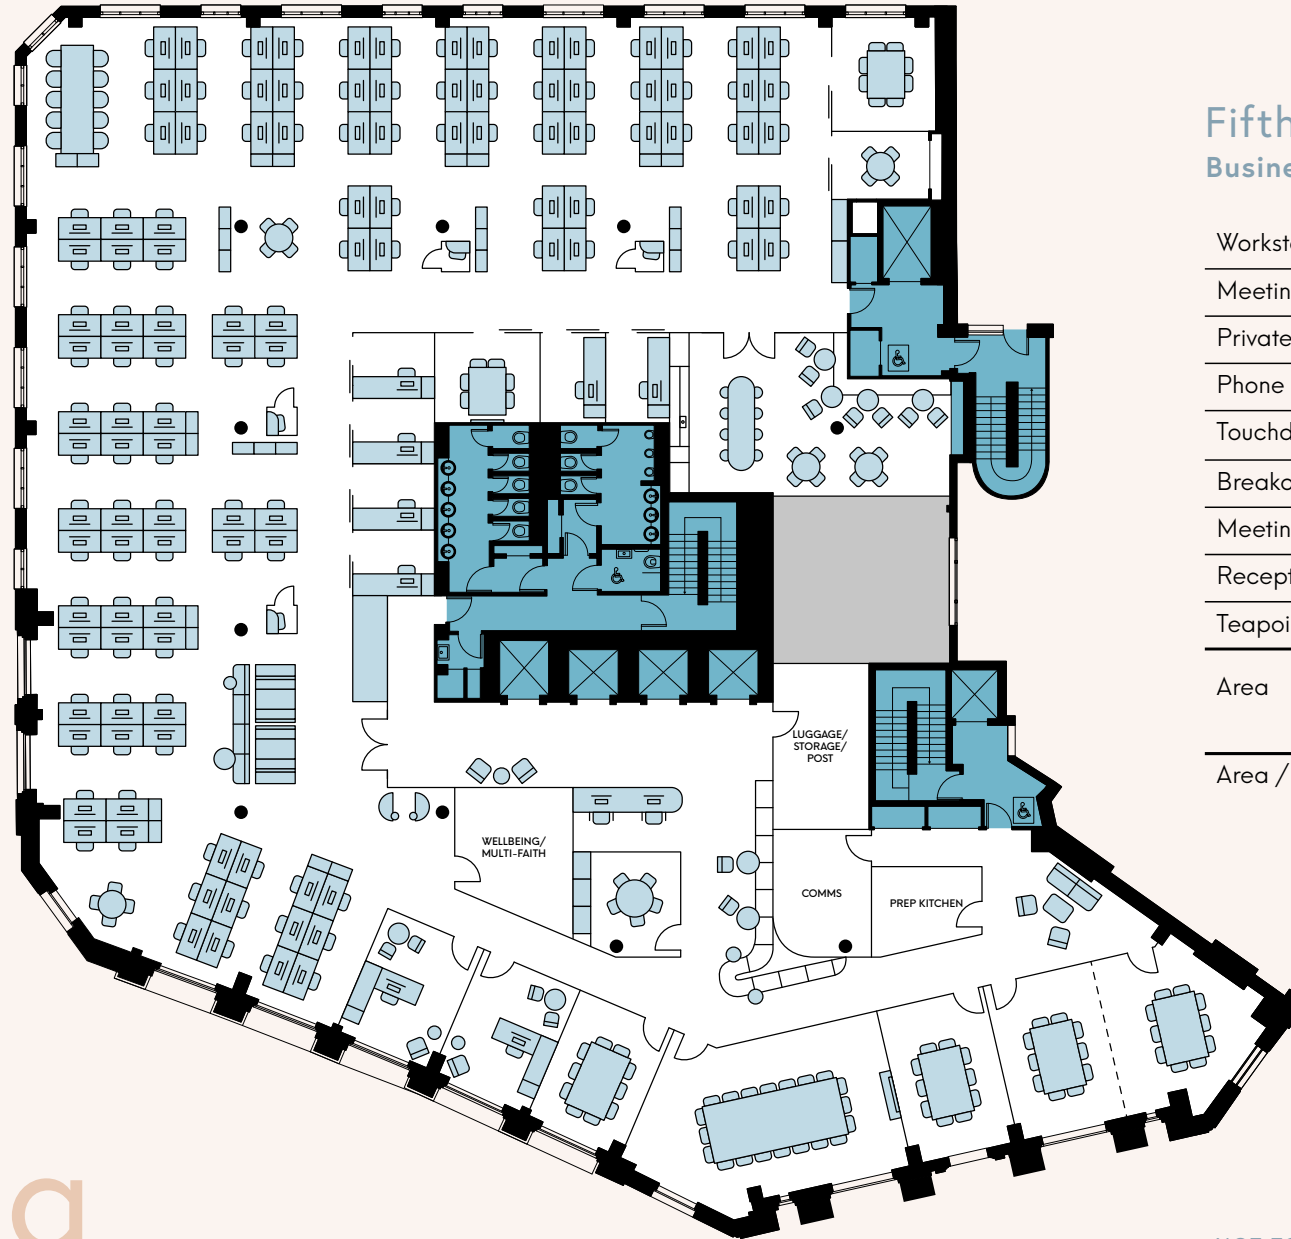 Fifth
Busine
Workst
Meetin
Private
Phone
Touchd
Breako
Meetin
Recept
Teapoi
Area
Area /
LUGGAGE/
STORAGE/
POST
WELLBEING/
MULTI-FAITH
COMMS
PREP KITCHEN
a